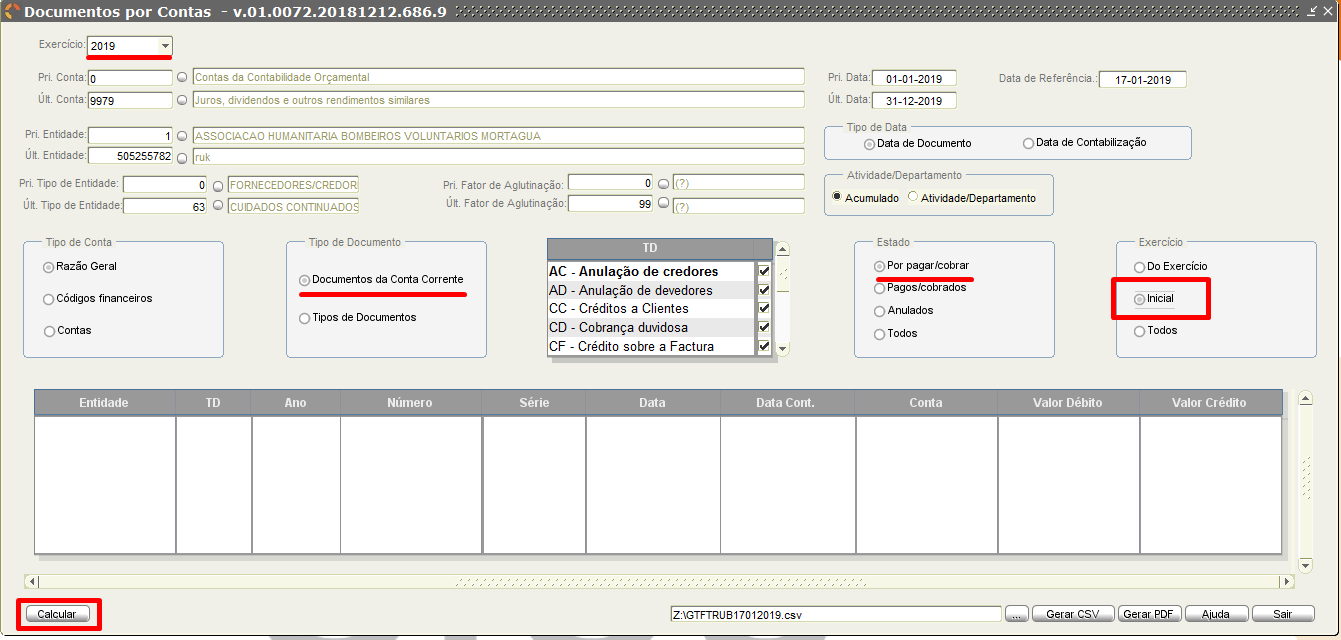 Documentos por Contas - v.01.0072.20181212.686.9
Exercício: 2019
Pri. Conta: 0 Contas da Contabilidade Orçamental
Pri. Data: 01-01-2019 Data de Referência.: 17-01-2019
Últ. Conta: 9979 Juros, dividendos e outros rendimentos similares
Últ. Data: 31-12-2019
Pri. Entidade: 1 ASSOCIACAO HUMANITARIA BOMBEIROS VOLUNTARIOS MORTAGUA
Últ. Entidade: 505255782 ruk
Tipo de Data
Data de Documento Data de Contabilização
Pri. Tipo de Entidade: 0 FORNECEDORES/CREDOR
Pri. Fator de Aglutinação: 0 (?)
Últ. Tipo de Entidade: 63 CUIDADOS CONTINUADOS
Últ. Fator de Aglutinação: 99 (?)
Atividade/Departamento
Acumulado Atividade/Departamento
Tipo de Conta
Razão Geral
Códigos financeiros
Contas
Tipo de Documento
Documentos da Conta Corrente
Tipos de Documentos
TD
AC - Anulação de credores
AD - Anulação de devedores
CC - Créditos a Clientes
CD - Cobrança duvidosa
CF - Crédito sobre a Factura
Estado
Por pagar/cobrar
Pagos/cobrados
Anulados
Todos
Exercício
Do Exercício
Inicial
Todos
Entidade TD Ano Número Série Data Data Cont. Conta Valor Débito Valor Crédito
Calcular Z:\GTFTRUB17012019.csv ... Gerar CSV Gerar PDF Ajuda Sair